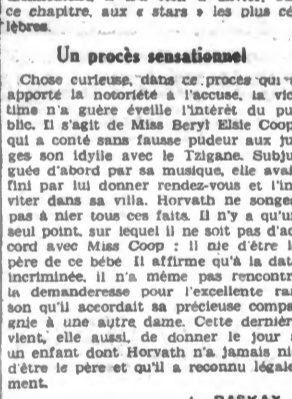 ce chapitre, aux « stars » les plus cé
lèbres.
Un procès sensationnel
Chose curieuse, dans ce procès qui
apporté la notoriété à l'accusé, la vic
time n'a guère éveille l'intérêt du pu
blic. Il s'agit de Miss Beryl Elsie Coop
qui a conté sans fausse pudeur aux ju
ges son idylle avec le Tzigane. Subju
guée d'abord par sa musique, elle avai
fini par lui donner rendez-vous et l'in
viter dans sa villa. Horvath ne songe
pas à nier tous ces faits. Il n'y a qu'un
seul point, sur lequel il ne soit pas d'ac
cord avec Miss Coop : il nie d'être l
père de ce bébé Il affirme qu'à la dat
incriminée, il n'a même pas rencontr
la demanderesse pour l'excellente rai
son qu'il accordait sa précieuse compa
gnie à une autre dame. Cette dernièr
vient, elle aussi, de donner le jour
un enfant dont Horvath n'a jamais ni
d'être le père et qu'il a reconnu légale
ment.